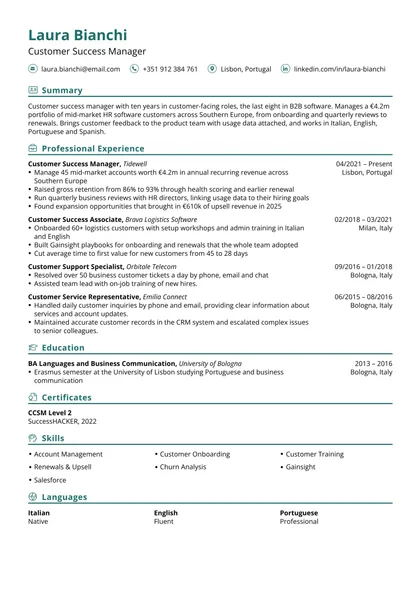 Laura Bianchi
Customer Success Manager
laura.bianchi@email.com +351 912 384 761 Lisbon, Portugal linkedin.com/in/laura-bianchi
Summary
Customer success manager with ten years in customer-facing roles, the last eight in B2B software. Manages a €4.2m
portfolio of mid-market HR software customers across Southern Europe, from onboarding and quarterly reviews to
renewals. Brings customer feedback to the product team with usage data attached, and works in Italian, English,
Portuguese and Spanish.
Professional Experience
Customer Success Manager, Tidewell 04/2021 – Present
• Manage 45 mid-market accounts worth €4.2m in annual recurring revenue across Lisbon, Portugal
Southern Europe
• Raised gross retention from 86% to 93% through health scoring and earlier renewal
• Run quarterly business reviews with HR directors, linking usage data to their hiring goals
• Found expansion opportunities that brought in €610k of upsell revenue in 2025
Customer Success Associate, Brava Logistics Software 02/2018 – 03/2021
• Onboarded 60+ logistics customers with setup workshops and admin training in Italian Milan, Italy
and English
• Built Gainsight playbooks for onboarding and renewals that the whole team adopted
• Cut average time to first value for new customers from 45 to 28 days
Customer Support Specialist, Orbitale Telecom 09/2016 – 01/2018
• Resolved over 50 business customer tickets a day by phone, email and chat Bologna, Italy
• Assisted team lead with on-job training of new hires.
Customer Service Representative, Emilia Connect 06/2015 – 08/2016
• Handled daily customer inquiries by phone and email, providing clear information about Bologna, Italy
services and account updates.
• Maintained accurate customer records in the CRM system and escalated complex issues
to senior colleagues.
Education
BA Languages and Business Communication, University of Bologna 2013 – 2016
• Erasmus semester at the University of Lisbon studying Portuguese and business Bologna, Italy
communication
Certificates
CCSM Level 2
SuccessHACKER, 2022
Skills
• Account Management • Customer Onboarding • Customer Training
• Renewals & Upsell • Churn Analysis • Gainsight
• Salesforce
Languages
Italian English Portuguese
Native Fluent Professional